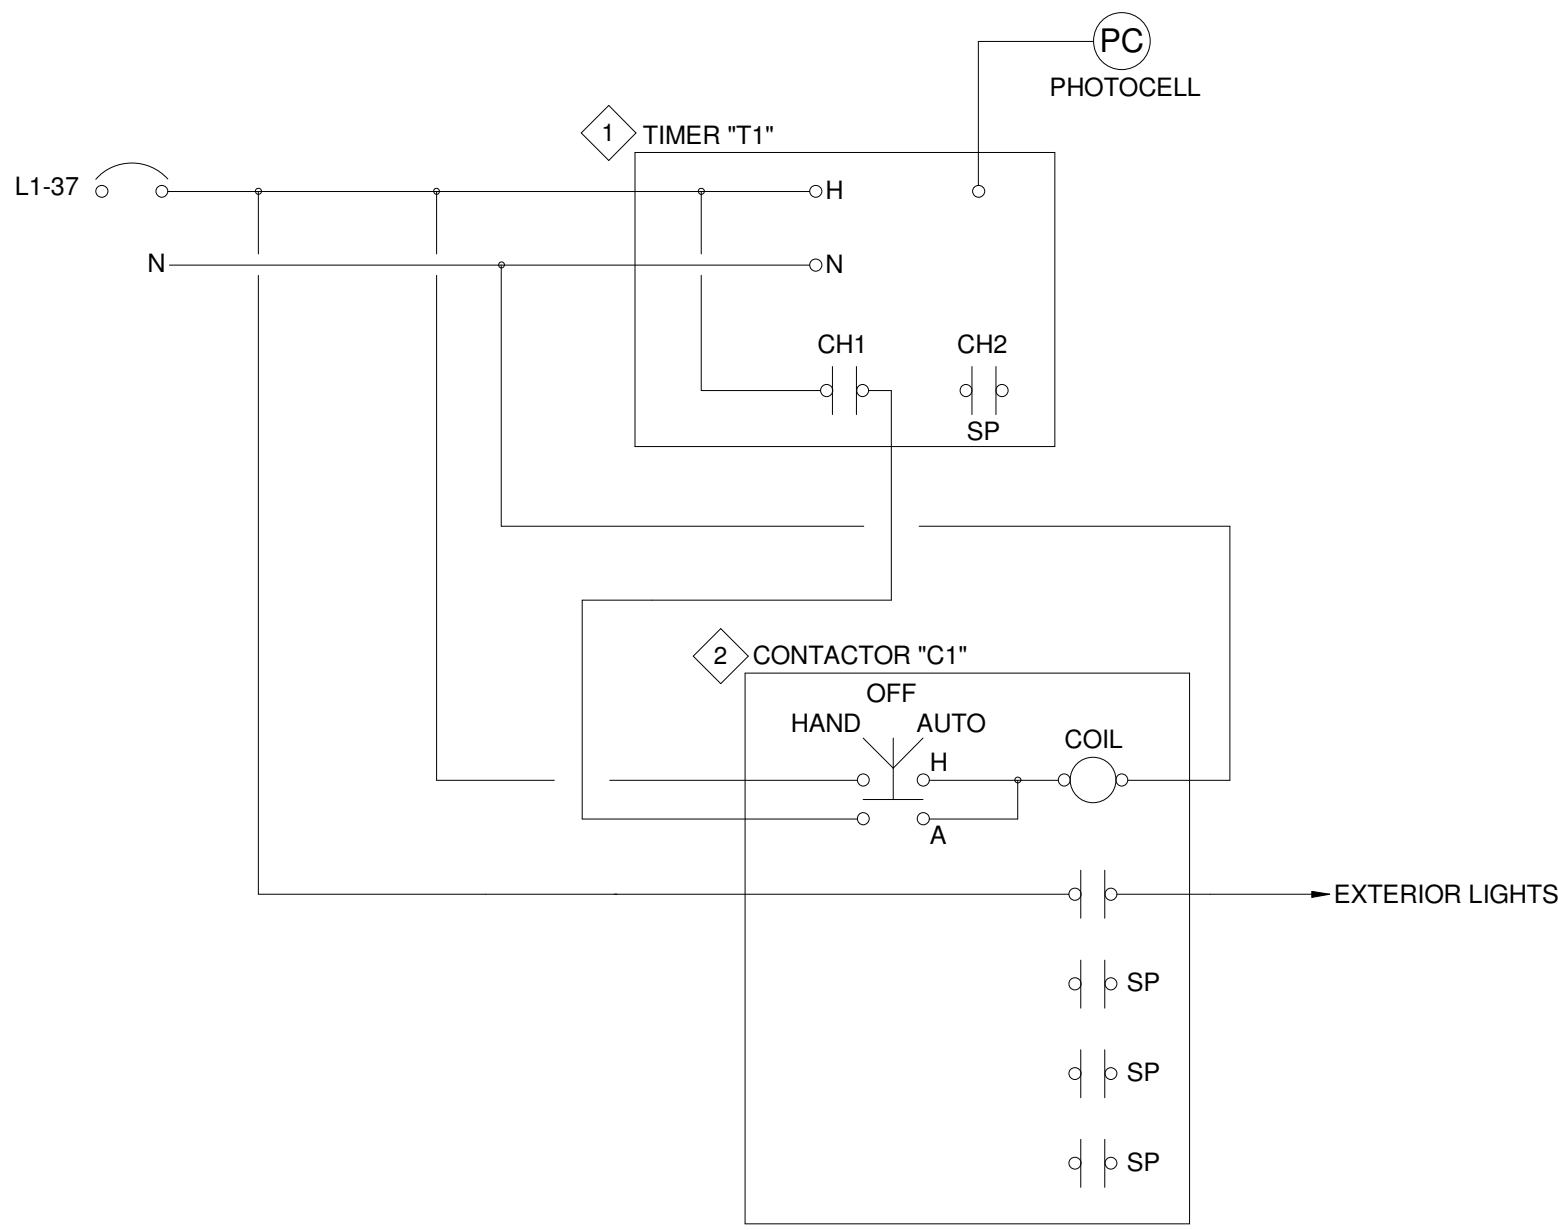 PC
PHOTOCELL
1
TIMER "T1"
L1-37
H
N
N
CH1
CH2
SP
2
CONTACTOR "C1"
OFF
HAND
AUTO
COIL
H
A
EXTERIOR LIGHTS
SP
SP
SP